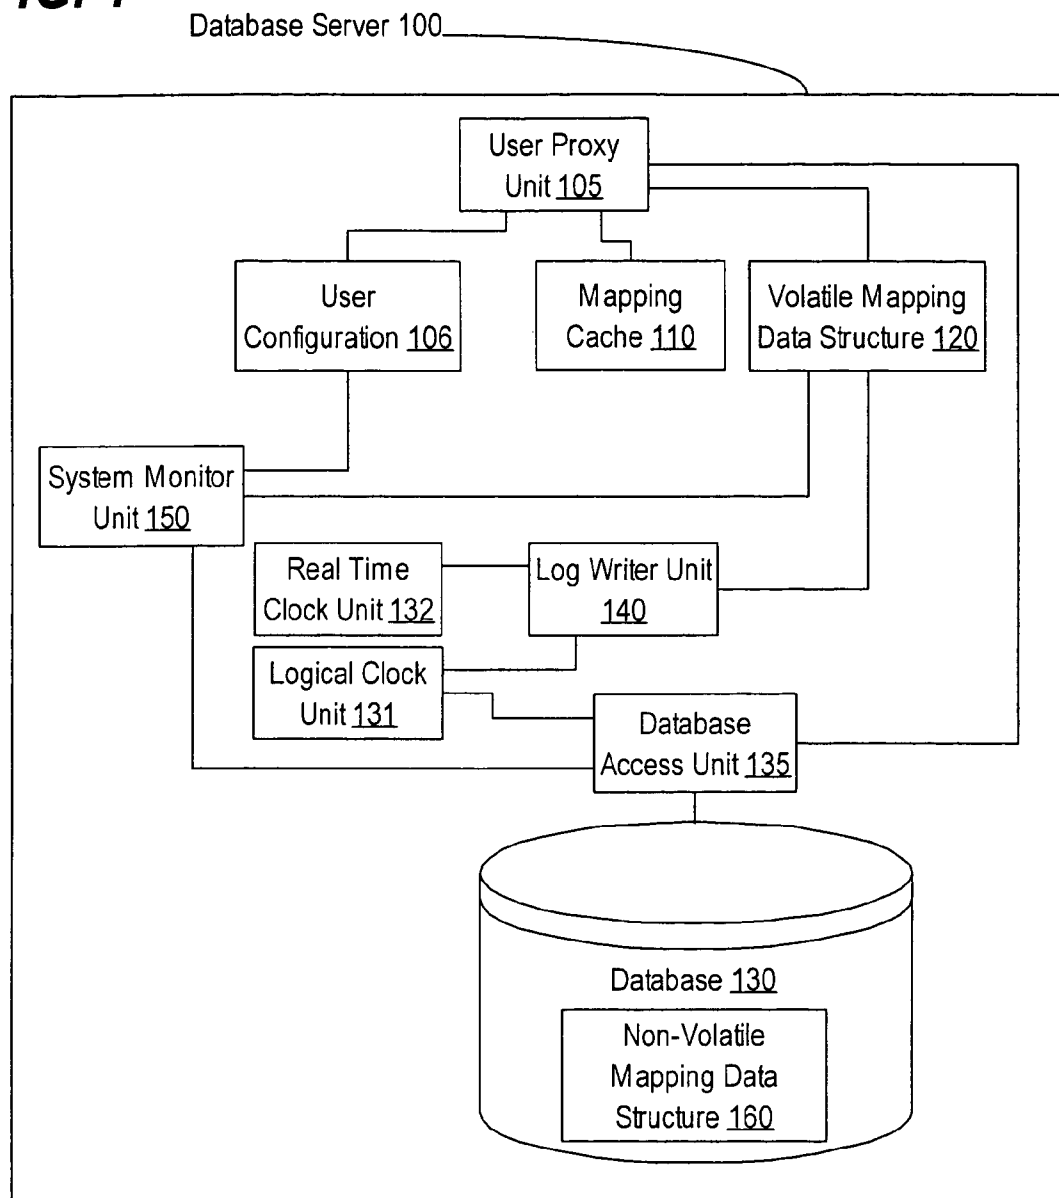 Database Server 100
User Proxy
Unit 105
User
Configuration 106
Mapping
Cache 110
Volatile Mapping
Data Structure 120
System Monitor
Unit 150
Real Time
Clock Unit 132
Log Writer Unit
140
Logical Clock
Unit 131
Database
Access Unit 135
Database 130
Non-Volatile
Mapping Data
Structure 160